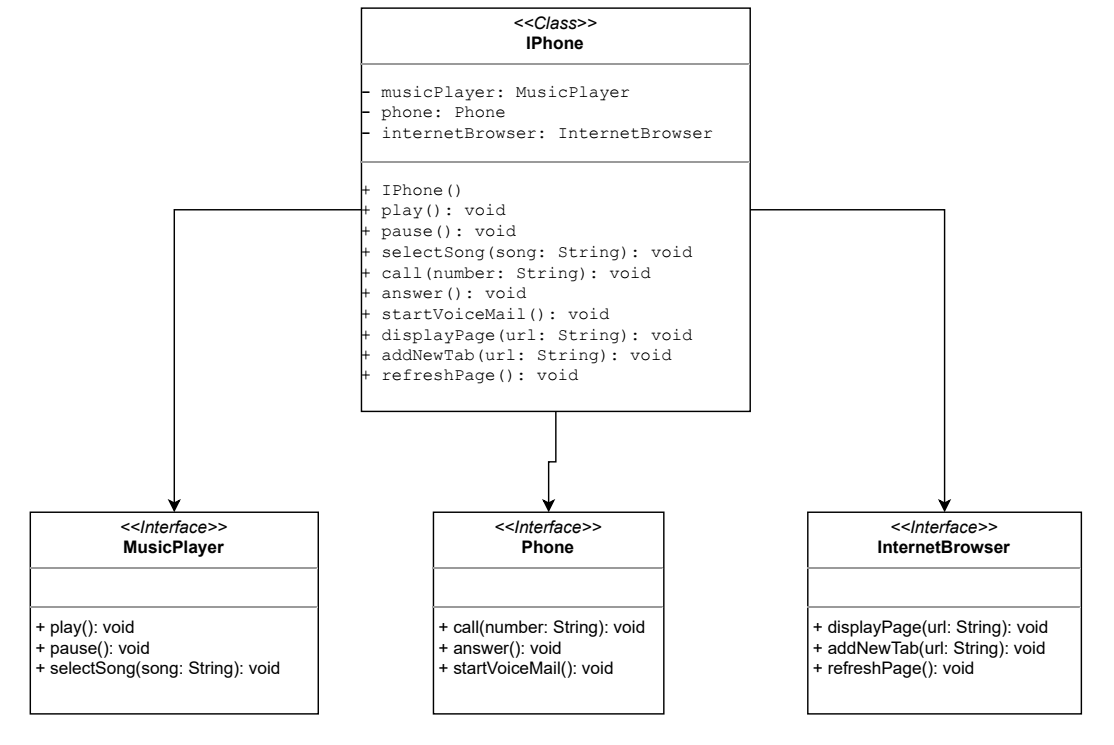 <<Class>>
IPhone
- musicPlayer: MusicPlayer
- phone: Phone
- internetBrowser: InternetBrowser
+ IPhone()
+ play(): void
+ pause(): void
+ selectSong(song: String): void
+ call(number: String): void
+ answer(): void
+ startVoiceMail(): void
+ displayPage(url: String): void
+ addNewTab(url: String): void
+ refreshPage(): void
<<Interface>>
MusicPlayer
+ play(): void
+ pause(): void
+ selectSong(song: String): void
<<Interface>>
Phone
+ call(number: String): void
+ answer(): void
+ startVoiceMail(): void
<<Interface>>
InternetBrowser
+ displayPage(url: String): void
+ addNewTab(url: String): void
+ refreshPage(): void